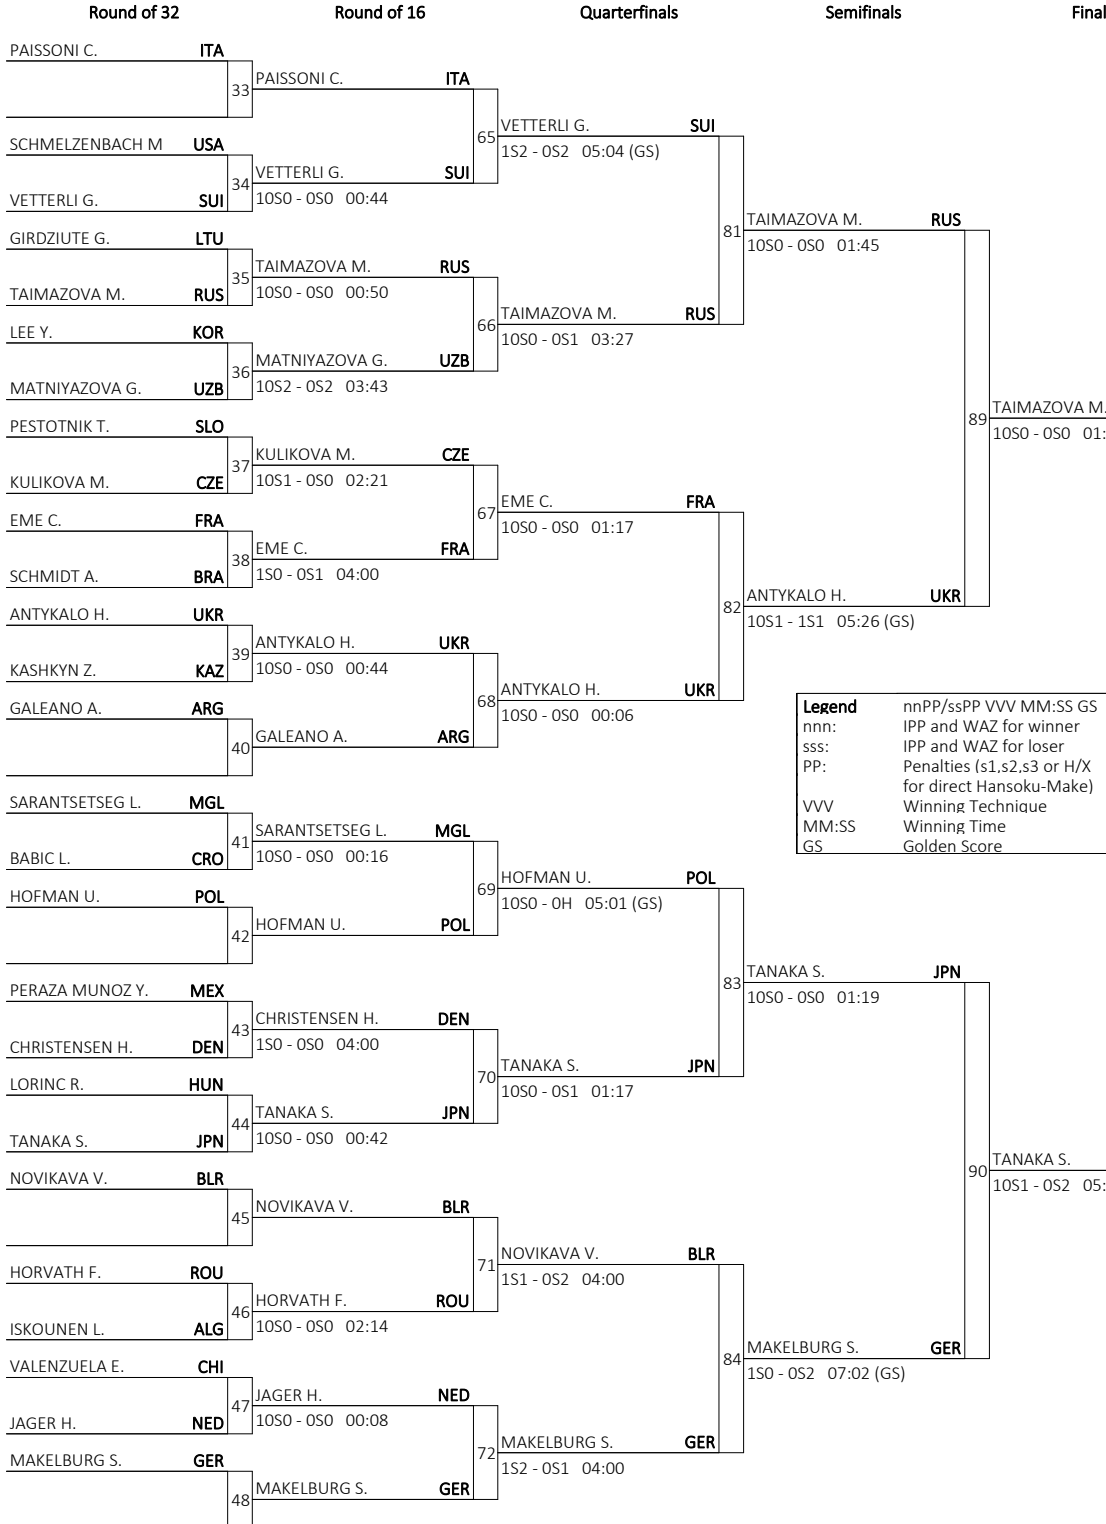 Round of 32
Round of 16
Quarterfinals
Semifinals
Final
PAISSONI C. ITA
33
SCHMELZENBACH M USA
34
VETTERLI G. SUI
GIRDZIUTE G. LTU
35
TAIMAZOVA M. RUS
LEE Y. KOR
36
MATNIYAZOVA G. UZB
PESTOTNIK T. SLO
37
KULIKOVA M. CZE
EME C. FRA
38
SCHMIDT A. BRA
ANTYKALO H. UKR
39
KASHKYN Z. KAZ
GALEANO A. ARG
40
SARANTSETSEG L. MGL
41
BABIC L. CRO
HOFMAN U. POL
42
PERAZA MUNOZ Y. MEX
43
CHRISTENSEN H. DEN
LORINC R. HUN
44
TANAKA S. JPN
NOVIKAVA V. BLR
45
HORVATH F. ROU
46
ISKOUNEN L. ALG
VALENZUELA E. CHI
47
JAGER H. NED
MAKELBURG S. GER
48
PAISSONI C. ITA
65
VETTERLI G. SUI
10S0 - 0S0 00:44
TAIMAZOVA M. RUS
10S0 - 0S0 00:50
66
MATNIYAZOVA G. UZB
10S2 - 0S2 03:43
KULIKOVA M. CZE
10S1 - 0S0 02:21
67
EME C. FRA
1S0 - 0S1 04:00
ANTYKALO H. UKR
10S0 - 0S0 00:44
68
GALEANO A. ARG
SARANTSETSEG L. MGL
10S0 - 0S0 00:16
69
HOFMAN U. POL
CHRISTENSEN H. DEN
1S0 - 0S0 04:00
70
TANAKA S. JPN
10S0 - 0S0 00:42
NOVIKAVA V. BLR
71
HORVATH F. ROU
10S0 - 0S0 02:14
JAGER H. NED
10S0 - 0S0 00:08
72
MAKELBURG S. GER
VETTERLI G. SUI
1S2 - 0S2 05:04 (GS)
81
TAIMAZOVA M. RUS
10S0 - 0S1 03:27
EME C. FRA
10S0 - 0S0 01:17
82
ANTYKALO H. UKR
10S0 - 0S0 00:06
HOFMAN U. POL
10S0 - 0H 05:01 (GS)
83
TANAKA S. JPN
10S0 - 0S1 01:17
NOVIKAVA V. BLR
1S1 - 0S2 04:00
84
MAKELBURG S. GER
1S2 - 0S1 04:00
TAIMAZOVA M. RUS
10S0 - 0S0 01:45
89
ANTYKALO H. UKR
10S1 - 1S1 05:26 (GS)
Legend nnPP/ssPP VVV MM:SS GS
nnn: IPP and WAZ for winner
sss: IPP and WAZ for loser
PP: Penalties (s1,s2,s3 or H/X
for direct Hansoku-Make)
VVV Winning Technique
MM:SS Winning Time
GS Golden Score
TANAKA S. JPN
10S0 - 0S0 01:19
90
MAKELBURG S. GER
1S0 - 0S2 07:02 (GS)
TAIMAZOVA M.
10S0 - 0S0 01:
TANAKA S.
10S1 - 0S2 05: